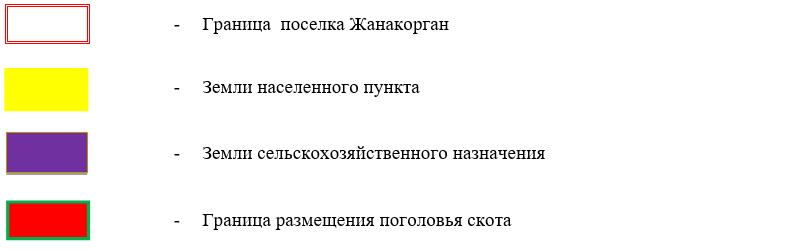 - Граница поселка Жанакорган
- Земли населенного пункта
- Земли сельскохозяйственного назначения
- Граница размещения поголовья скота